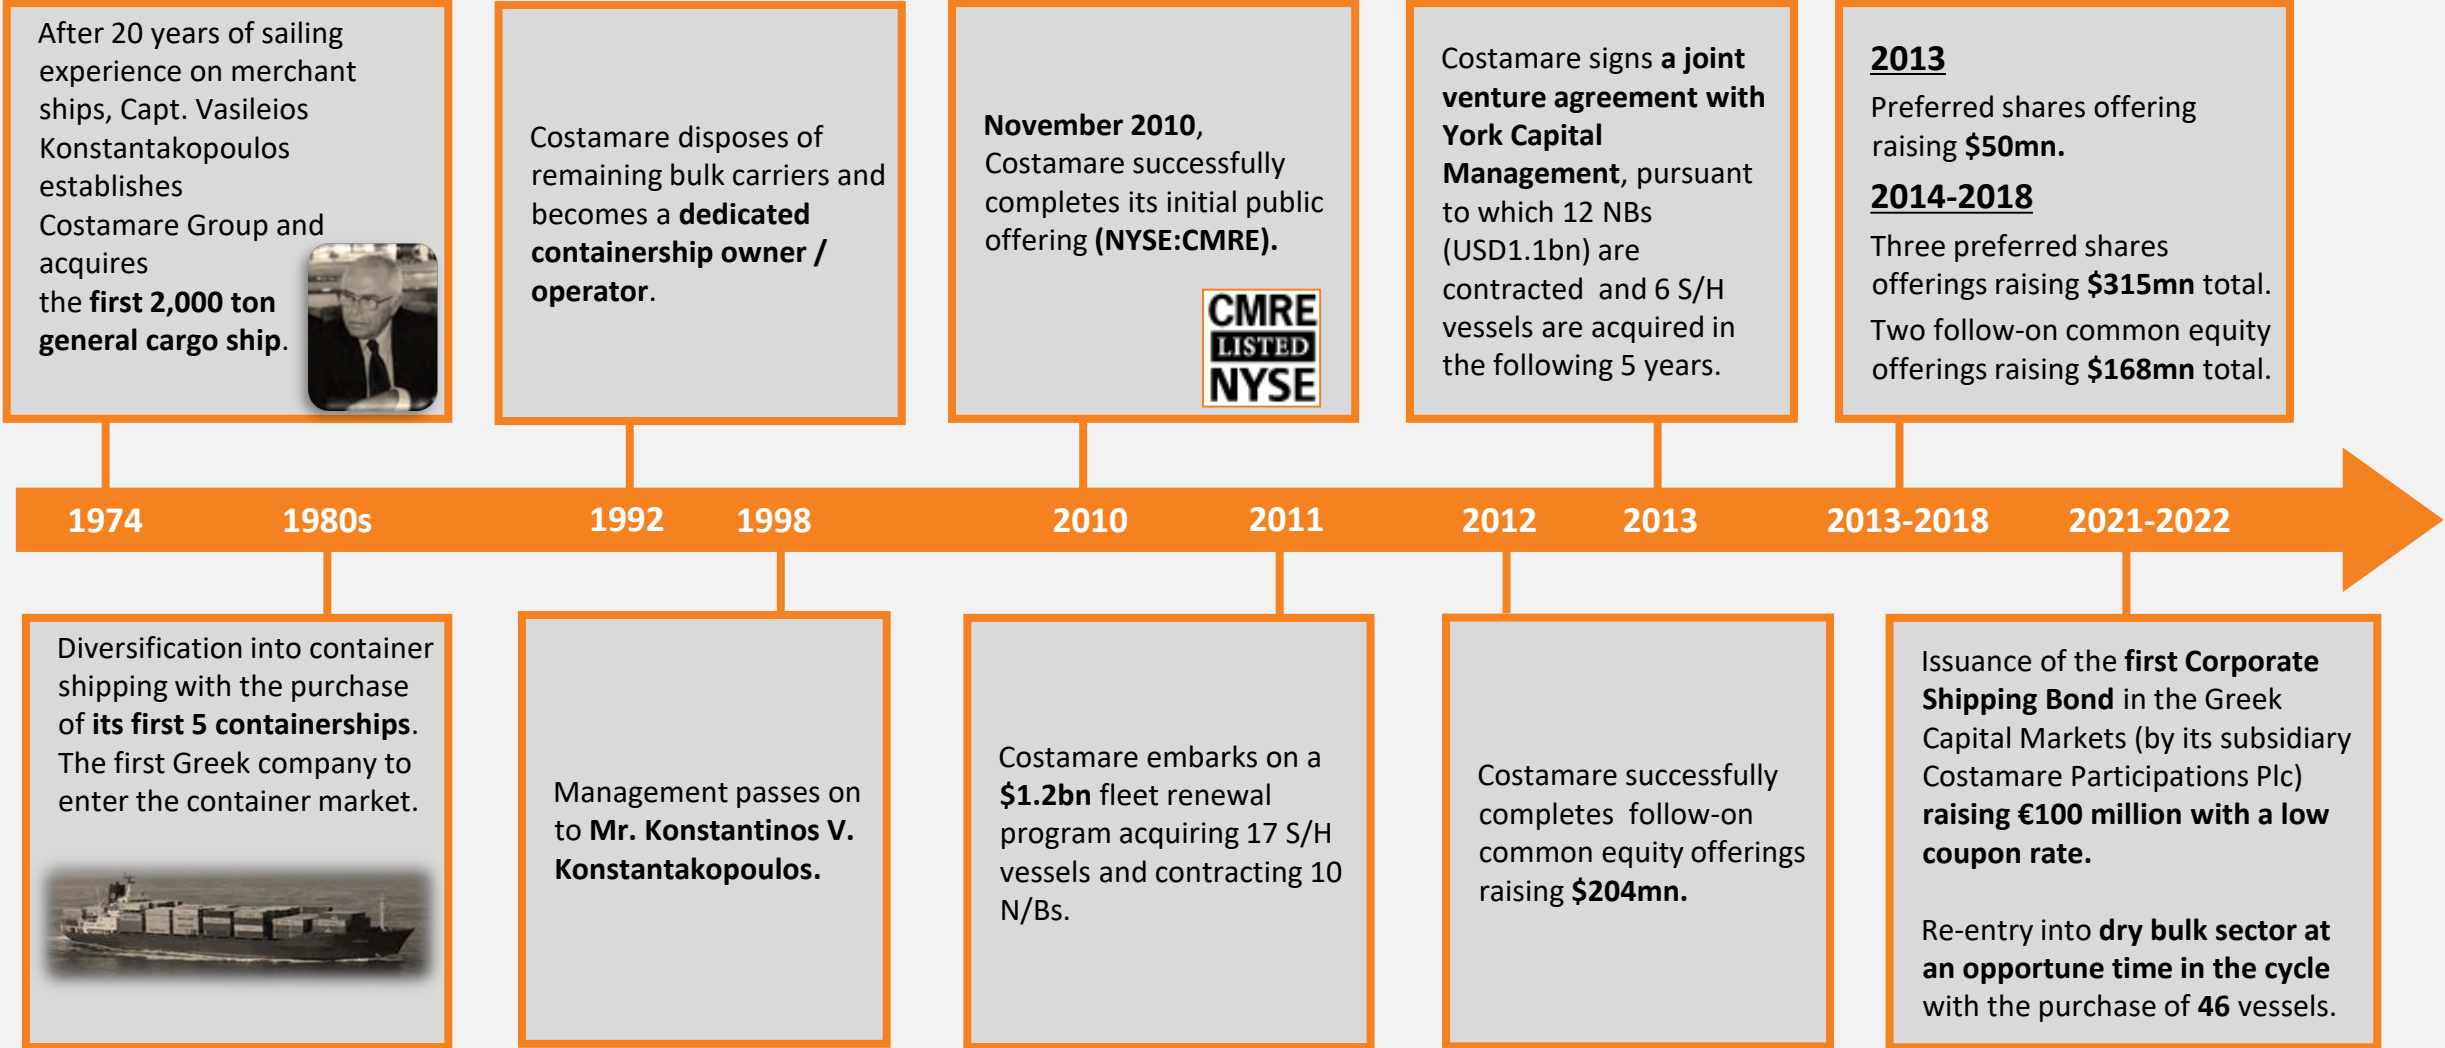 After 20 years of sailing
experience on merchant
ships, Capt. Vasileios
Konstantakopoulos
establishes
Costamare Group and
acquires
the first 2,000 ton
general cargo ship.
Costamare disposes of
remaining bulk carriers and
becomes a dedicated
containership owner /
operator.
November 2010,
Costamare successfully
completes its initial public
offering (NYSE:CMRE).
CMRE
LISTED
NYSE
Costamare signs a joint
venture agreement with
York Capital
Management, pursuant
to which 12 NBs
(USD1.1bn) are
contracted and 6 S/H
vessels are acquired in
the following 5 years.
2013
Preferred shares offering
raising $50mn.
2014-2018
Three preferred shares
offerings raising $315mn total.
Two follow-on common equity
offerings raising $168mn total.
1974 1980s 1992 1998 2010 2011 2012 2013 2013-2018 2021-2022
Diversification into container
shipping with the purchase
of its first 5 containerships.
The first Greek company to
enter the container market.
Management passes on
to Mr. Konstantinos V.
Konstantakopoulos.
Costamare embarks on a
$1.2bn fleet renewal
program acquiring 17 S/H
vessels and contracting 10
N/Bs.
Costamare successfully
completes follow-on
common equity offerings
raising $204mn.
Issuance of the first Corporate
Shipping Bond in the Greek
Capital Markets (by its subsidiary
Costamare Participations Plc)
raising €100 million with a low
coupon rate.
Re-entry into dry bulk sector at
an opportune time in the cycle
with the purchase of 46 vessels.